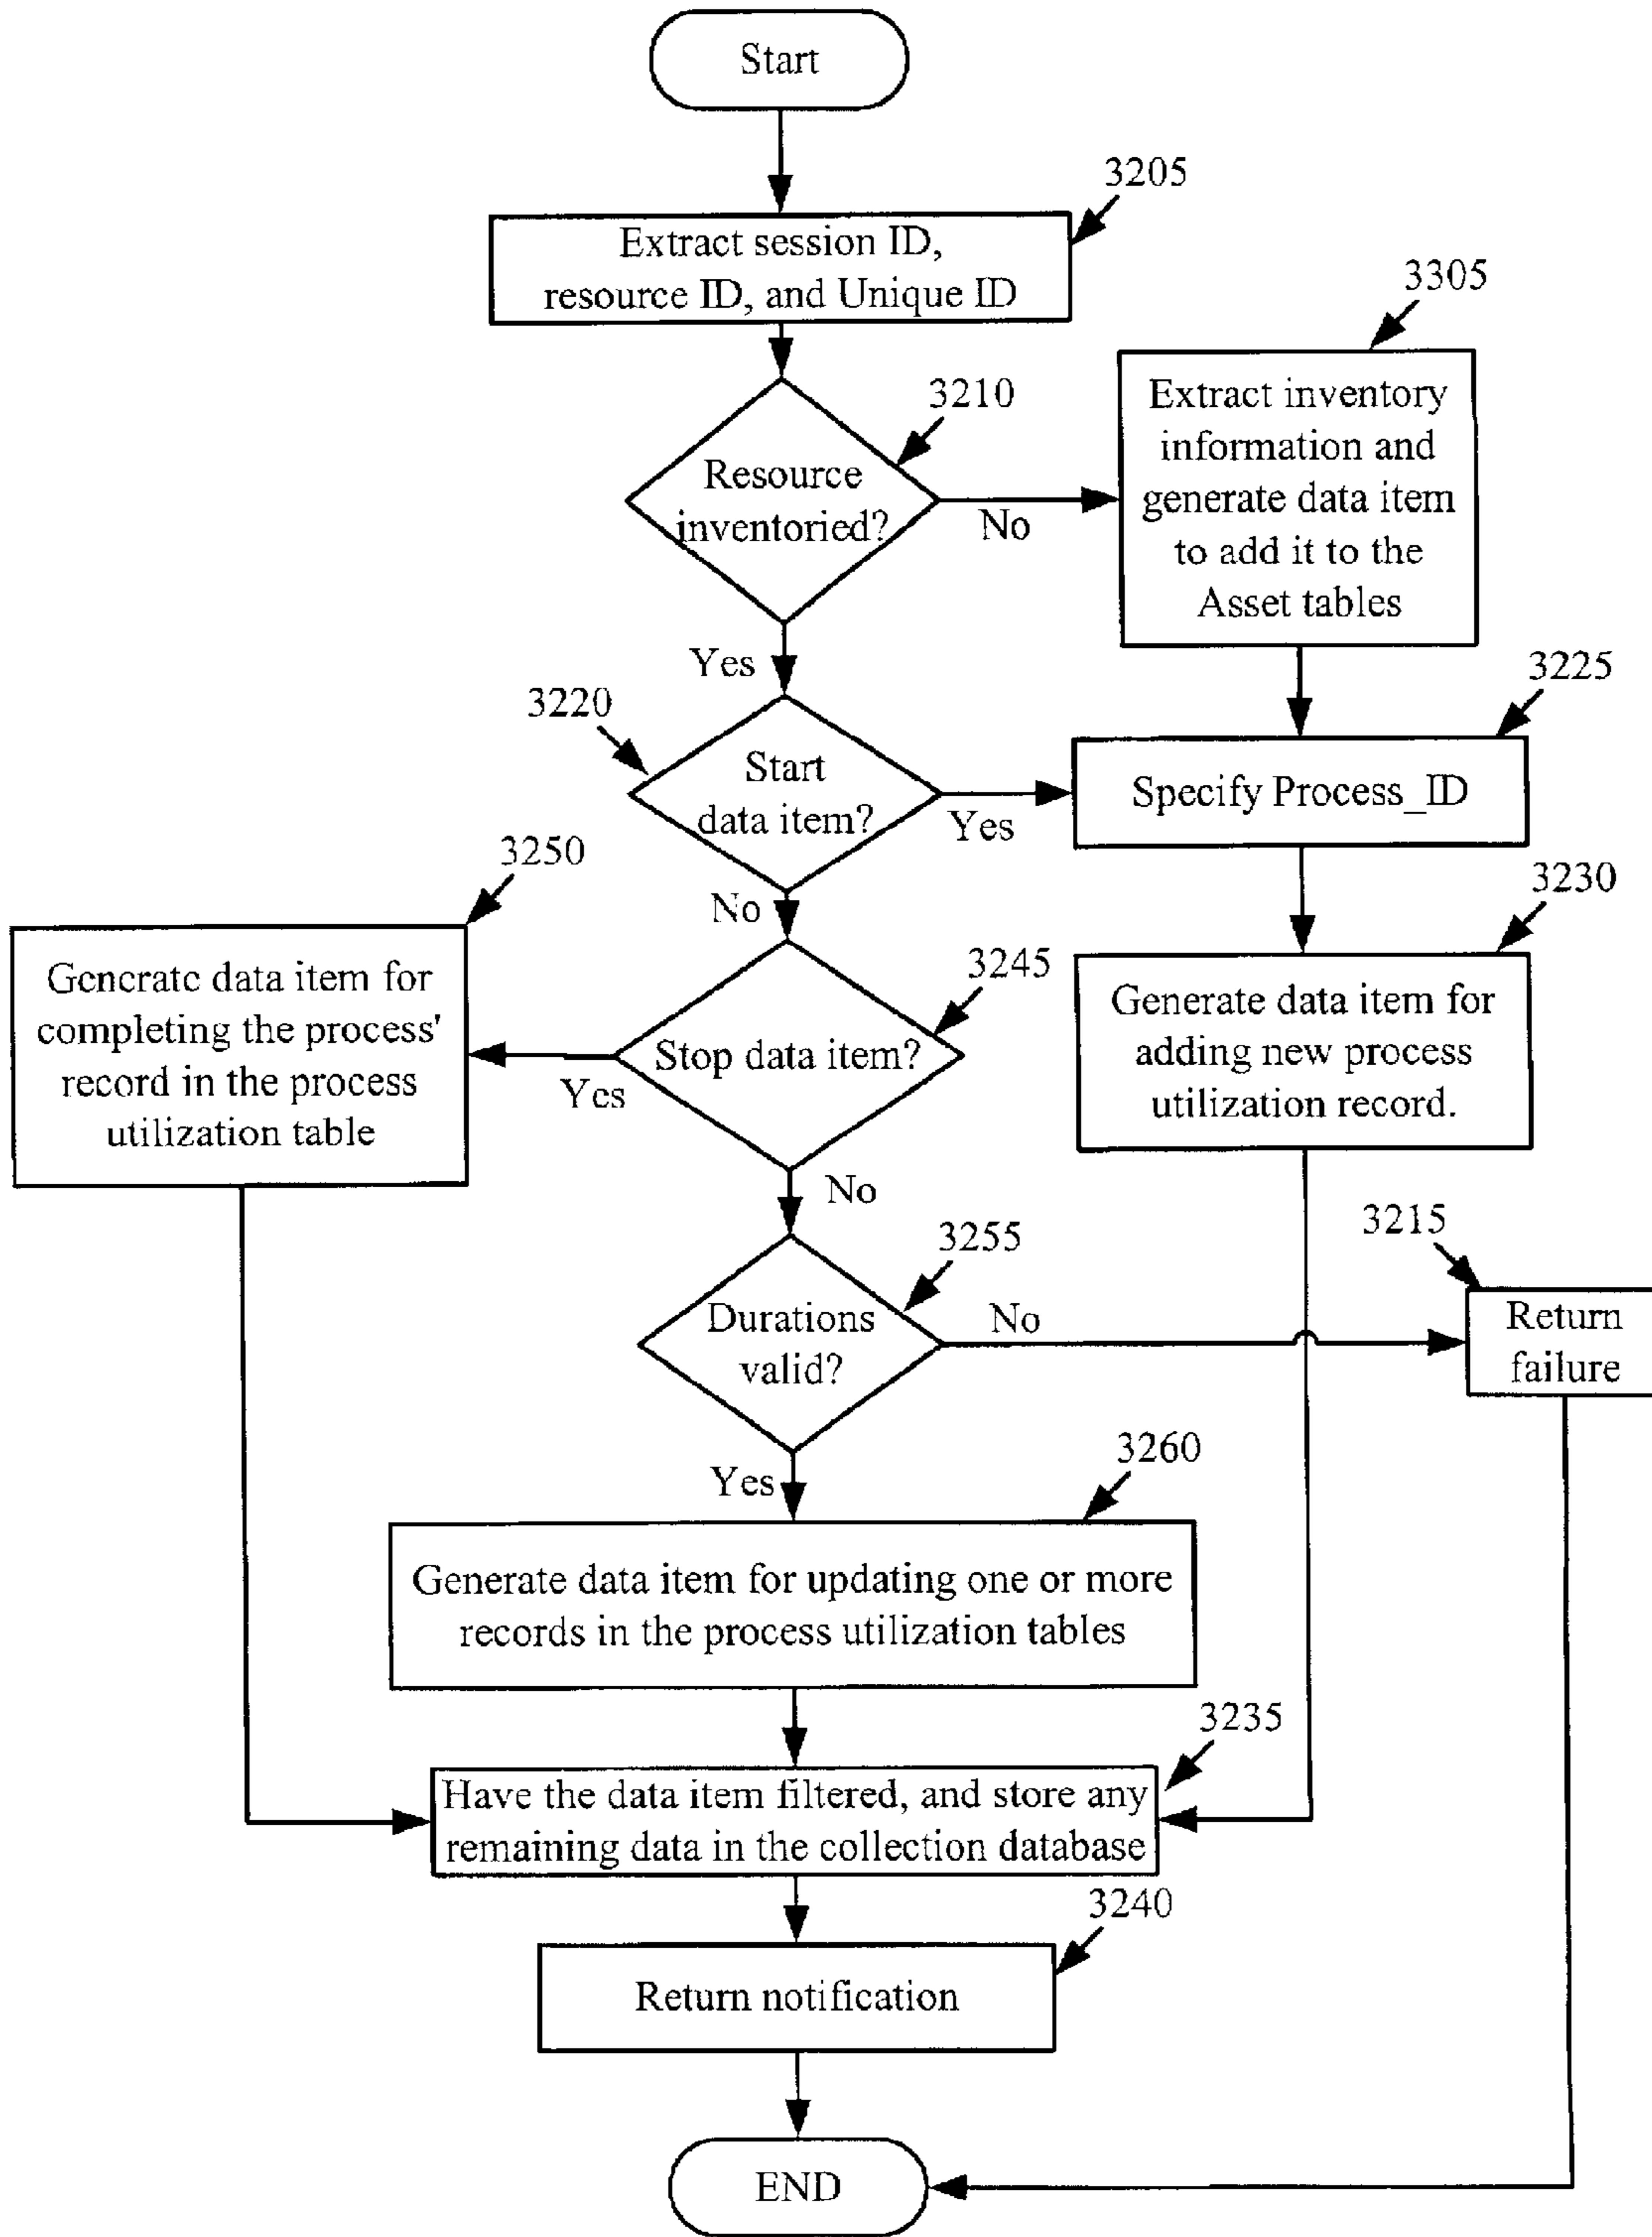 Start
3205
Extract session ID,
resource ID, and Unique ID
3305
Extract inventory
information and
generate data item
to add it to the
Asset tables
3210
Resource
inventoried?
No
Yes
3225
3220
Start
data item?
Yes
Specify Process_ID
3250
No
3230
Generate data item for
completing the process'
record in the process
utilization table
3245
Stop data item?
Yes
Generate data item for
adding new process
utilization record.
No
3215
3255
Durations
valid?
No
Return
failure
Yes
3260
Generate data item for updating one or more
records in the process utilization tables
3235
Have the data item filtered, and store any
remaining data in the collection database
3240
Return notification
END